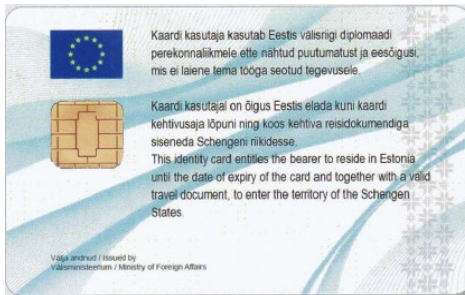 Kaardi kasutaja kasutab Eestis välisriigi diplomaadi
perekonnaliikmele ette nähtud puutumatust ja eesõigusi,
mis ei laiene tema tööga seotud tegevusele.
Kaardi kasutajal on õigus Eestis elada kuni kaardi
kehtivusaja lõpuni ning koos kehtiva reisidokumendiga
siseneda Schengeni riikidesse.
This identity card entitles the bearer to reside in Estonia
until the date of expiry of the card and together with a valid
travel document, to enter the territory of the Schengen
States.
Välja andnud / Issued by
Välisministeerium / Ministry of Foreign Affairs